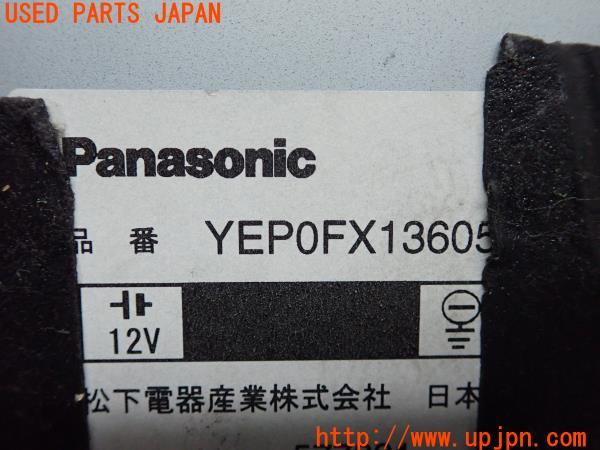 USED PARTS JAPAN
Panasonic
品 番 YEP0FX13605
12V
松下電器産業株式会社 日本
http://www.upjpn.com/